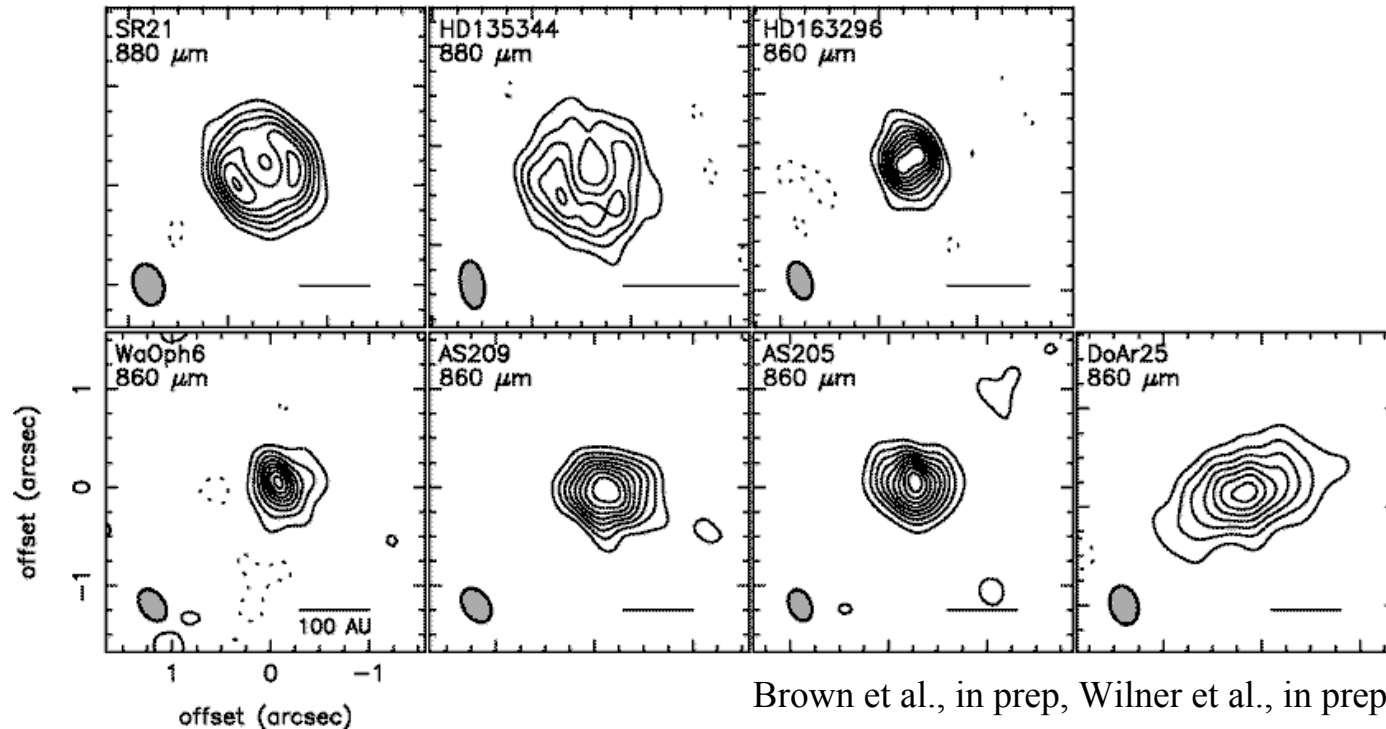 SR21
880 μm
HD135344
880 μm
HD163296
860 μm
WaOph6
860 μm
AS209
860 μm
AS205
860 μm
DoAr25
860 μm
1
0
-1
offset (arcsec)
100 AU
1 0 -1
offset (arcsec)
Brown et al., in prep, Wilner et al., in prep